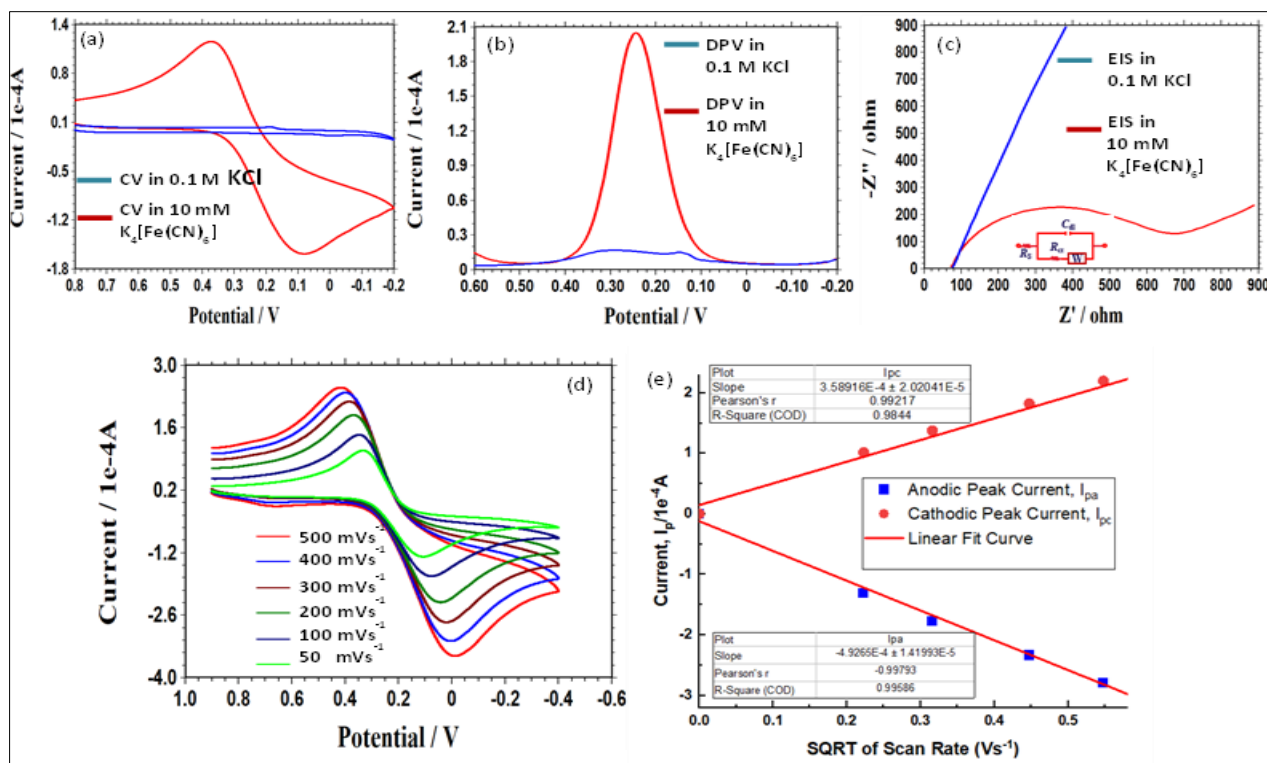 (a)
1.4
0.8
0.1
-0.5
-1.2
-1.8
Current / 1e-4A
CV in 0.1 M KCl
CV in 10 mM
K₄[Fe(CN)₆]
0.8 0.7 0.6 0.5 0.4 0.3 0.2 0.1 0 -0.1 -0.2
Potential / V
(b)
2.1
1.8
1.5
1.2
0.9
0.6
0.3
0
Current / 1e-4A
DPV in
0.1 M KCl
DPV in
10 mM
K₄[Fe(CN)₆]
0.60 0.50 0.40 0.30 0.20 0.10 0 -0.10 -0.20
Potential / V
(c)
900
800
700
600
500
400
300
200
100
0
-Z'' / ohm
EIS in
0.1 M KCl
EIS in
10 mM
K₄[Fe(CN)₆]
W
0 100 200 300 400 500 600 700 800 900
Z' / ohm
(d)
3.0
1.6
0.2
-1.2
-2.6
-4.0
Current / 1e-4A
500 mVs⁻¹
400 mVs⁻¹
300 mVs⁻¹
200 mVs⁻¹
100 mVs⁻¹
50 mVs⁻¹
1.0 0.8 0.6 0.4 0.2 0 -0.2 -0.4 -0.6
Potential / V
(e)
Plot Ipc
Slope 3.58916E-4 ± 2.02041E-5
Pearson's r 0.99217
R-Square (COD) 0.9844
2
1
0
-1
-2
-3
Current, Iₚ/1e⁻⁴A
Anodic Peak Current, Iₚₐ
Cathodic Peak Current, Iₚc
Linear Fit Curve
Plot Ipa
Slope -4.9265E-4 ± 1.41993E-5
Pearson's r -0.99793
R-Square (COD) 0.99586
0.0 0.1 0.2 0.3 0.4 0.5
SQRT of Scan Rate (Vs⁻¹)